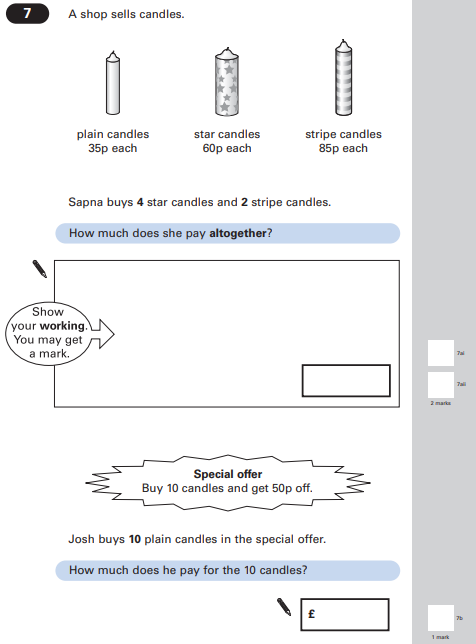 7
A shop sells candles.
plain candles
35p each
star candles
60p each
stripe candles
85p each
Sapna buys 4 star candles and 2 stripe candles.
How much does she pay altogether?
Show
your working.
You may get
a mark.
7ai
7aii
2 marks
Special offer
Buy 10 candles and get 50p off.
Josh buys 10 plain candles in the special offer.
How much does he pay for the 10 candles?
£
7b
1 mark